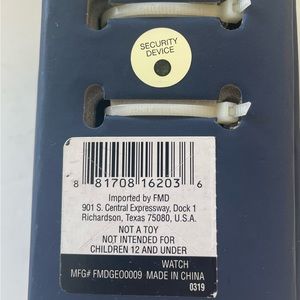 SECURITY
DEVICE
8 81708 16203 6
Imported by FMD
901 S. Central Expressway, Dock 1
Richardson, Texas 75080, U.S.A.
NOT A TOY
NOT INTENDED FOR
CHILDREN 12 AND UNDER
WATCH
MFG# FMDGEO0009 MADE IN CHINA
0319